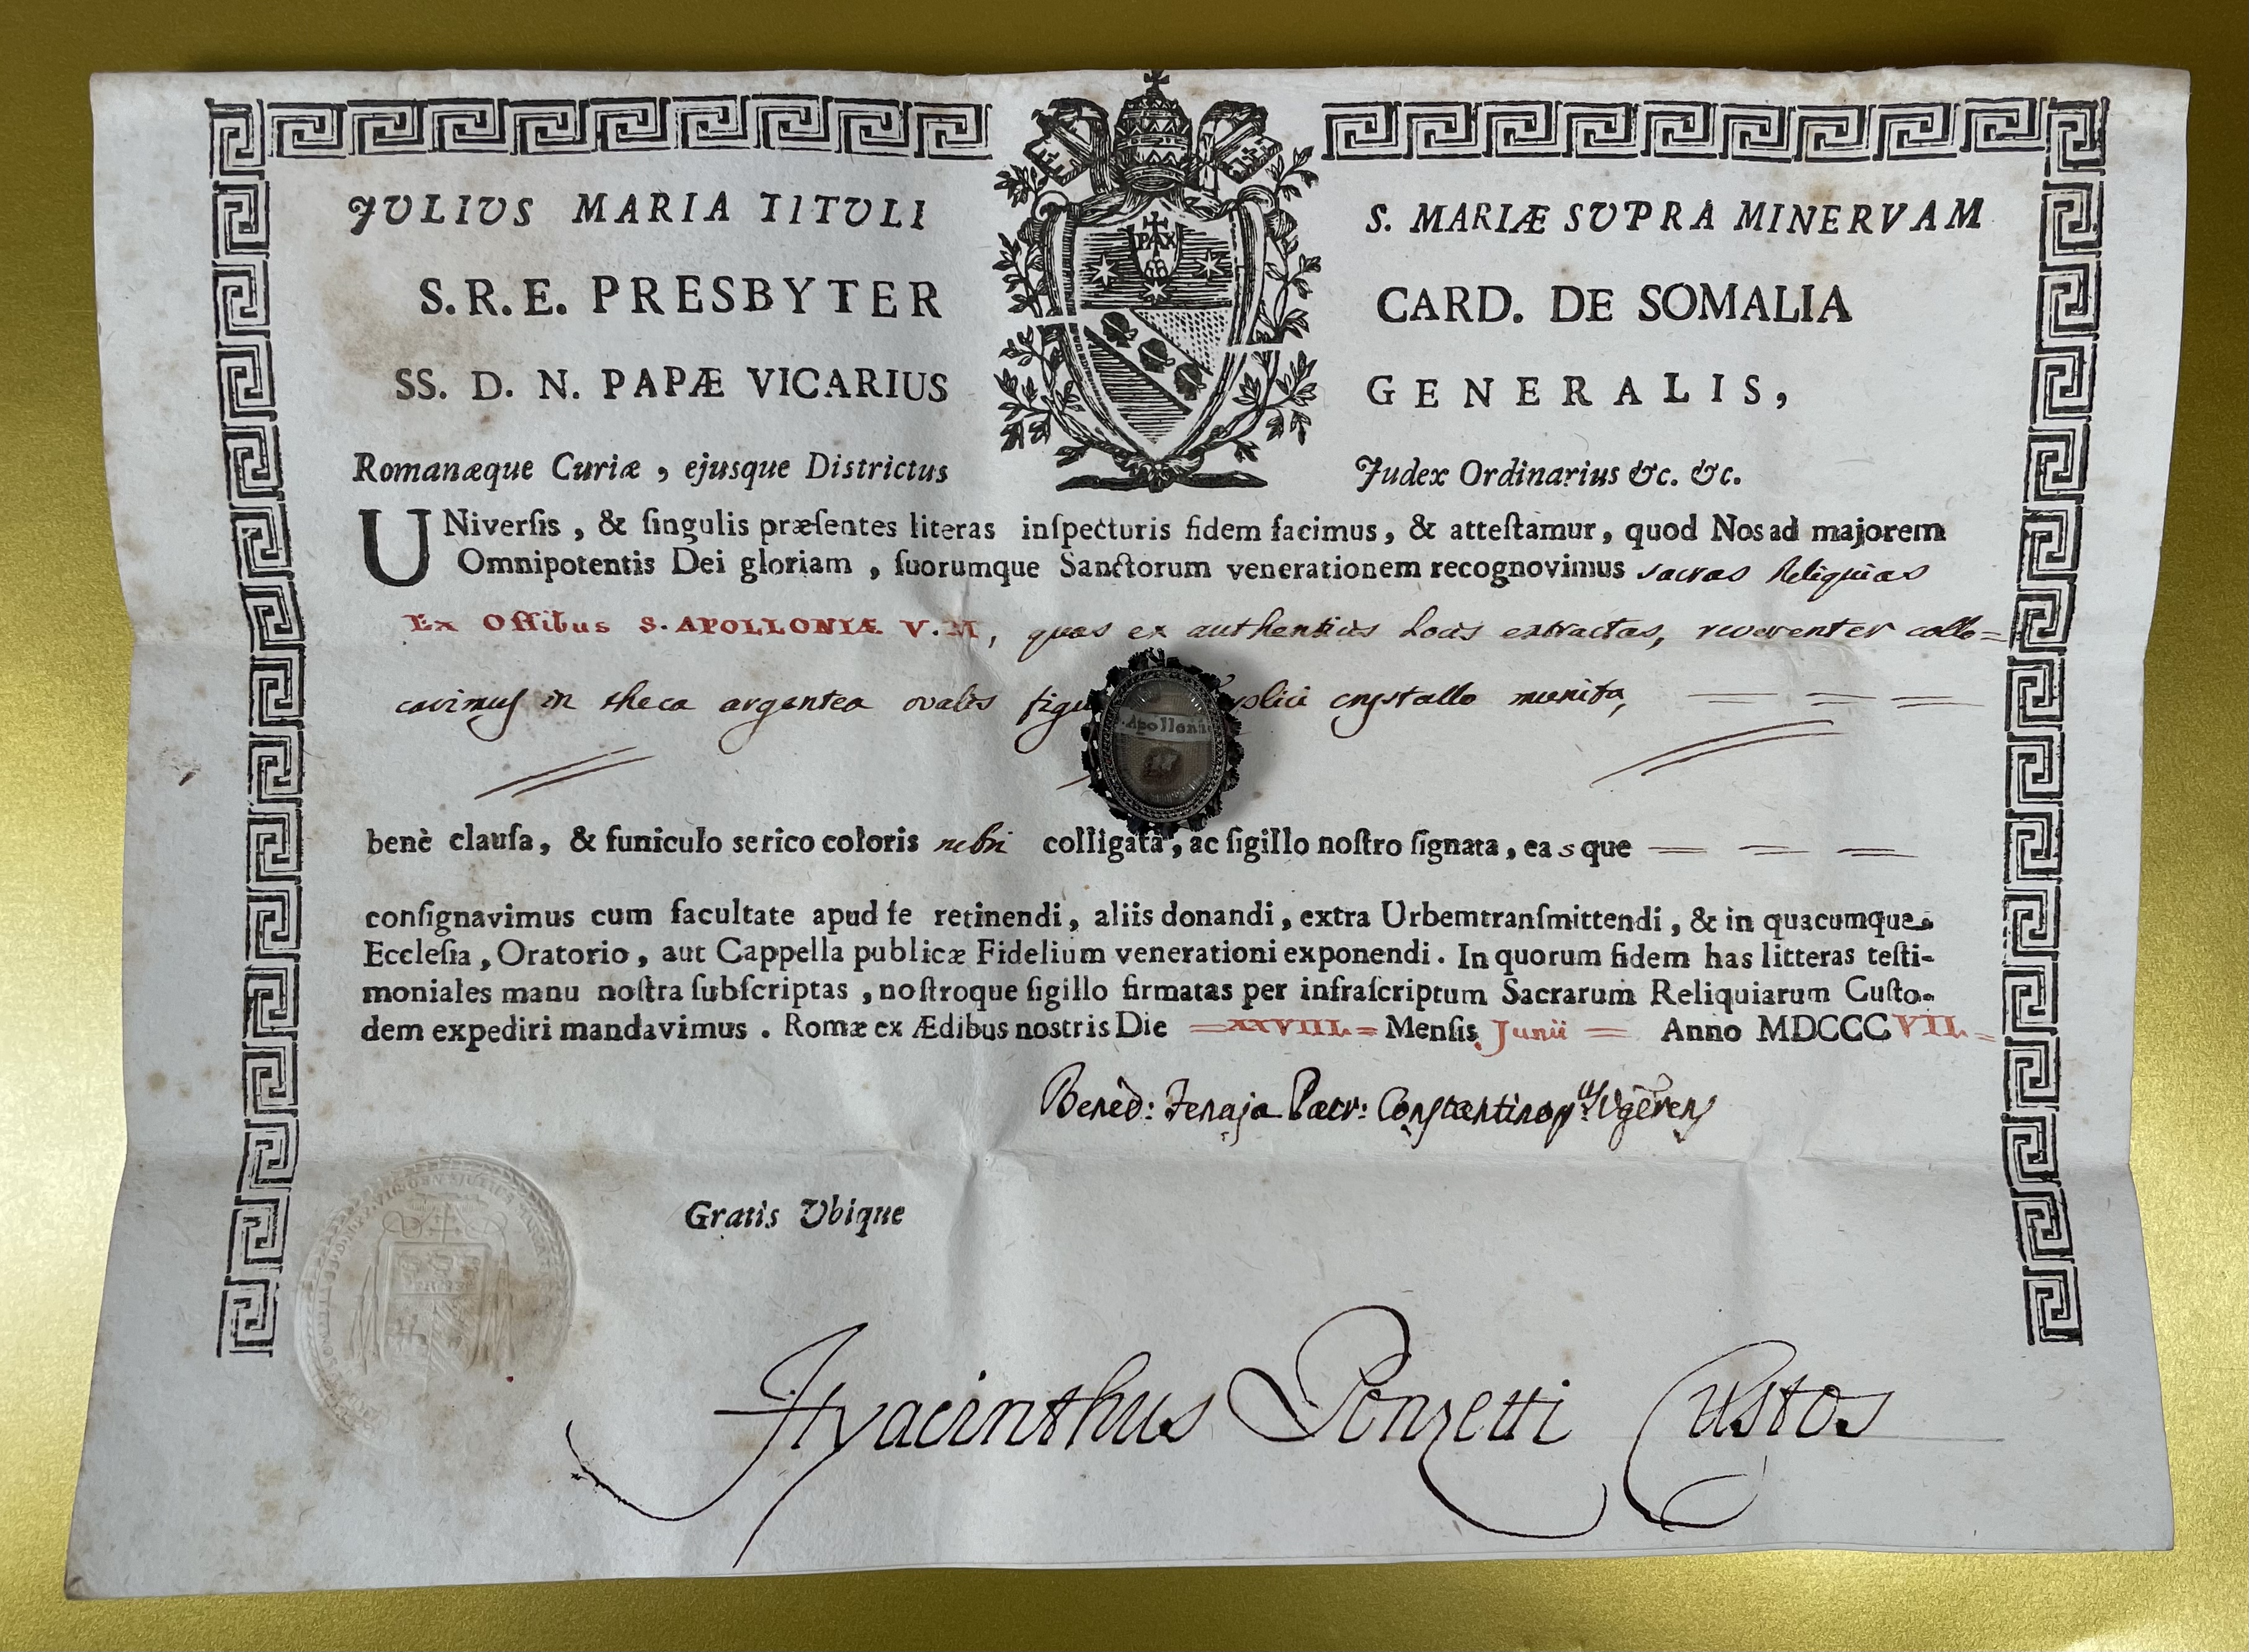 JULIUS MARIA TITULI S. MARIÆ SUPRA MINERVAM
S.R.E. PRESBYTER CARD. DE SOMALIA
SS. D. N. PAPÆ VICARIUS GENERALIS,
Romanæque Curiæ, ejusque Districtus Judex Ordinarius &c. &c.
PAX
UNiverſis, & ſingulis præſentes literas inſpecturis fidem facimus, & atteſtamur, quod Nos ad majorem
Omnipotentis Dei gloriam, ſuorumque Sanctorum venerationem recognovimus sacras Reliquias
Ex Oſſibus S. APOLLONIÆ V.M, quas ex authenticis Locis extractas, reverenter collo=
cavimus in theca argentea ovalis crystallo munita,
Apollon
benè clauſa, & funiculo serico coloris rubri colligata, ac ſigillo noſtro ſignata, easque
conſignavimus cum facultate apud ſe retinendi, aliis donandi, extra Urbem tranſmittendi, & in quacumque
Eccleſia, Oratorio, aut Cappella publicæ Fidelium venerationi exponendi. In quorum fidem has litteras teſti-
moniales manu noſtra ſubſcriptas, noſtroque ſigillo firmatas per infraſcriptum Sacrarum Reliquiarum Cuſto-
dem expediri mandavimus. Romæ ex Ædibus nostris Die =XXVIII.= Menſis Junii = Anno MDCCCVII.
Bened: Fenaja Patr: Constantinop
Gratis Ubique
Hyacinthus Ponzetti Custos